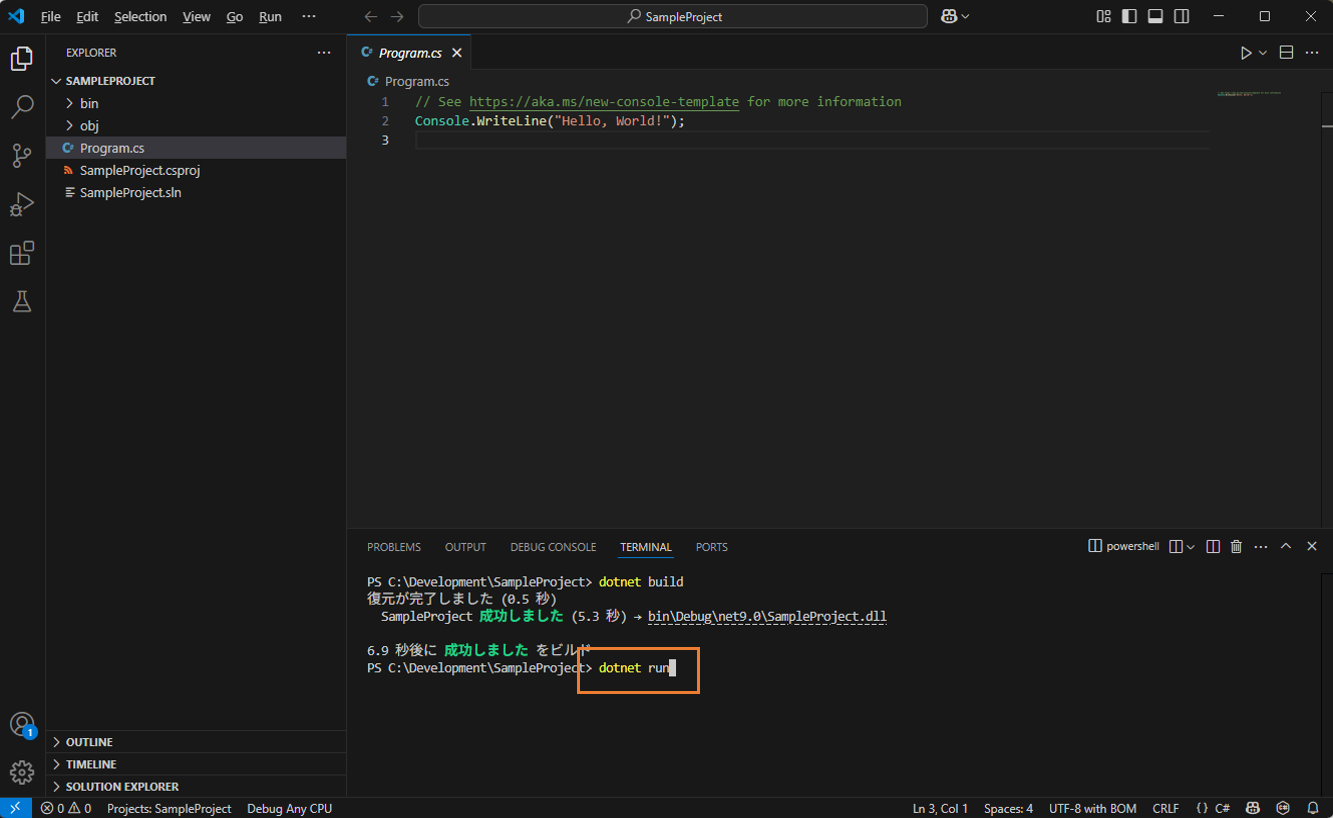 File Edit Selection View Go Run ···
SampleProject
EXPLORER ···
SAMPLEPROJECT
bin
obj
C# Program.cs
SampleProject.csproj
SampleProject.sln
OUTLINE
TIMELINE
SOLUTION EXPLORER
C# Program.cs
C# Program.cs
1 // See https://aka.ms/new-console-template for more information
2 Console.WriteLine("Hello, World!");
3
PROBLEMS OUTPUT DEBUG CONSOLE TERMINAL PORTS
powershell
PS C:\Development\SampleProject> dotnet build
復元が完了しました (0.5 秒)
SampleProject 成功しました (5.3 秒) → bin\Debug\net9.0\SampleProject.dll
6.9 秒後に 成功しました をビルド
PS C:\Development\SampleProject> dotnet run
1
0 0 Projects: SampleProject Debug Any CPU Ln 3, Col 1 Spaces: 4 UTF-8 with BOM CRLF {} C#